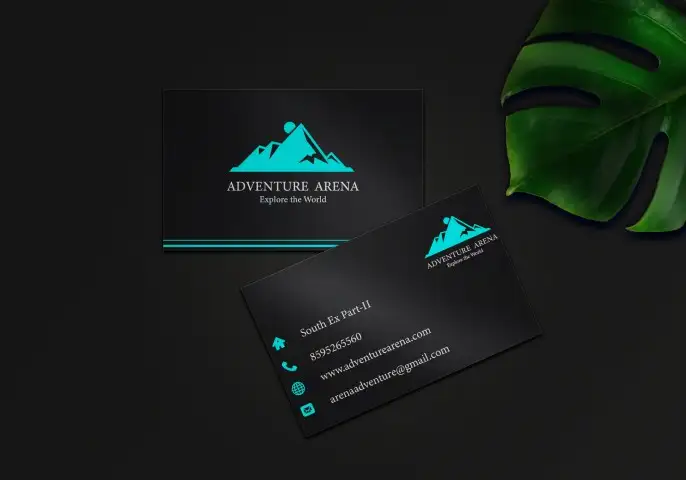 ADVENTURE ARENA
Explore the World
ADVENTURE ARENA
Explore the World
South Ex Part-II
8595265560
www.adventurearena.com
arenaadventure@gmail.com